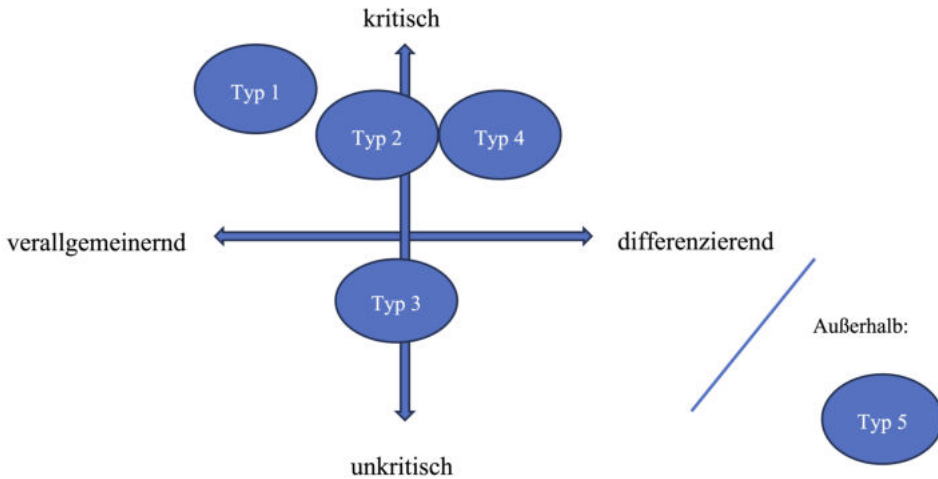 kritisch
Typ 1
Typ 2
Typ 4
verallgemeinernd
differenzierend
Typ 3
Außerhalb:
Typ 5
unkritisch